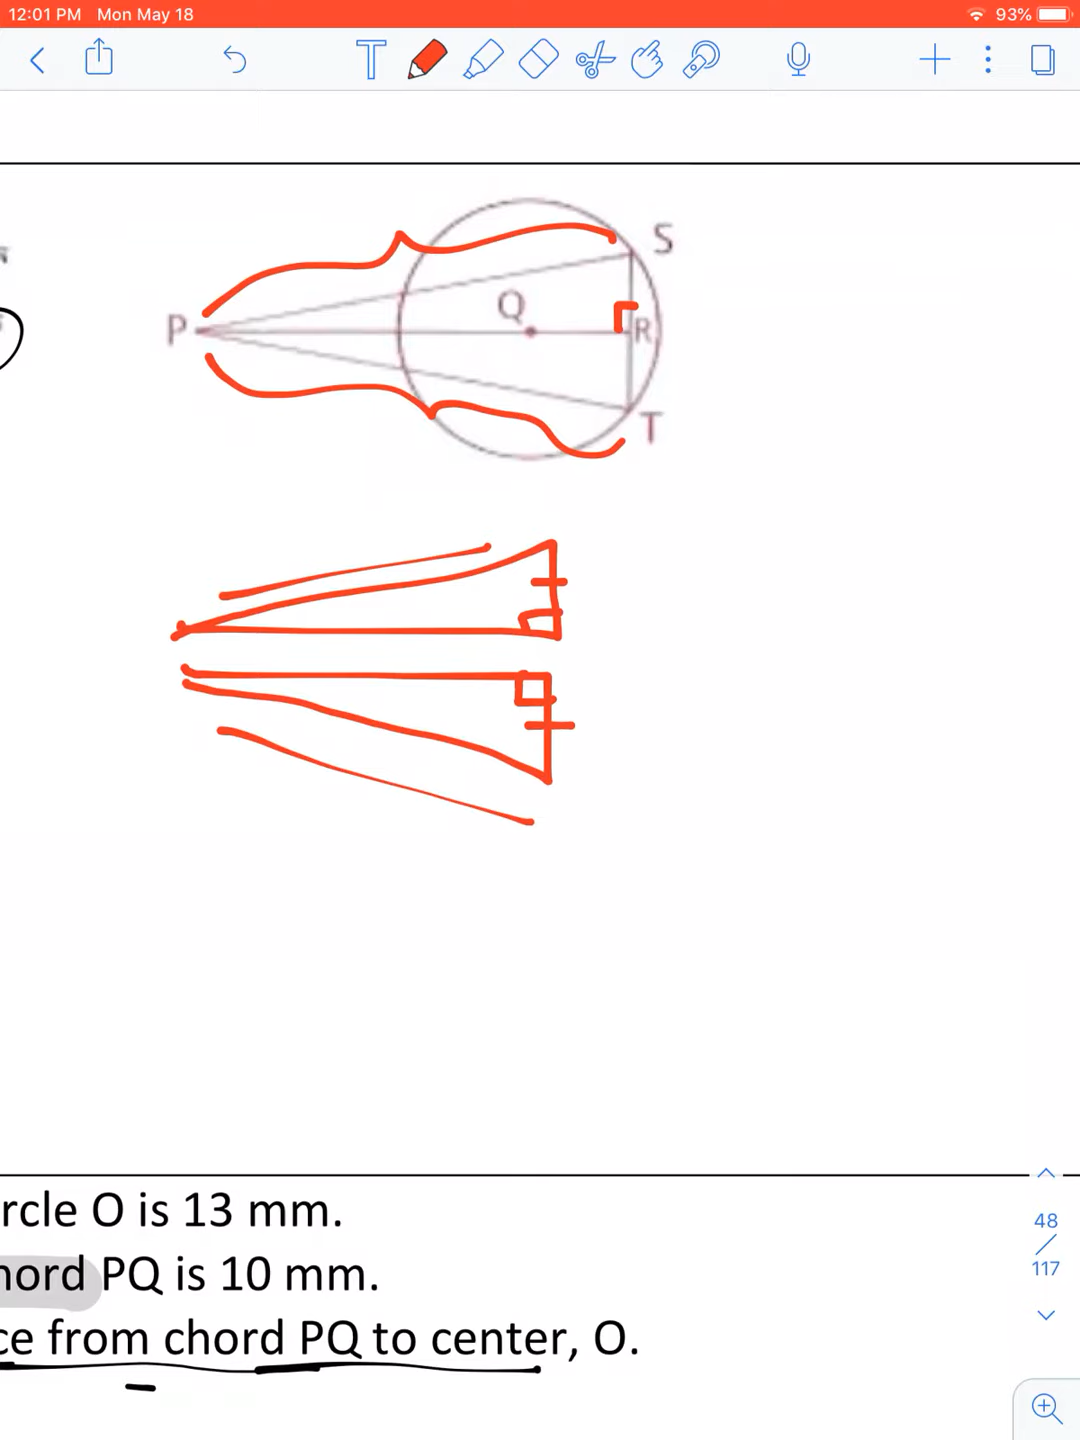 12:01 PM Mon May 18
93%
T
S
Q
P
R
T
48
/
117
rcle O is 13 mm.
hord PQ is 10 mm.
ce from chord PQ to center, O.